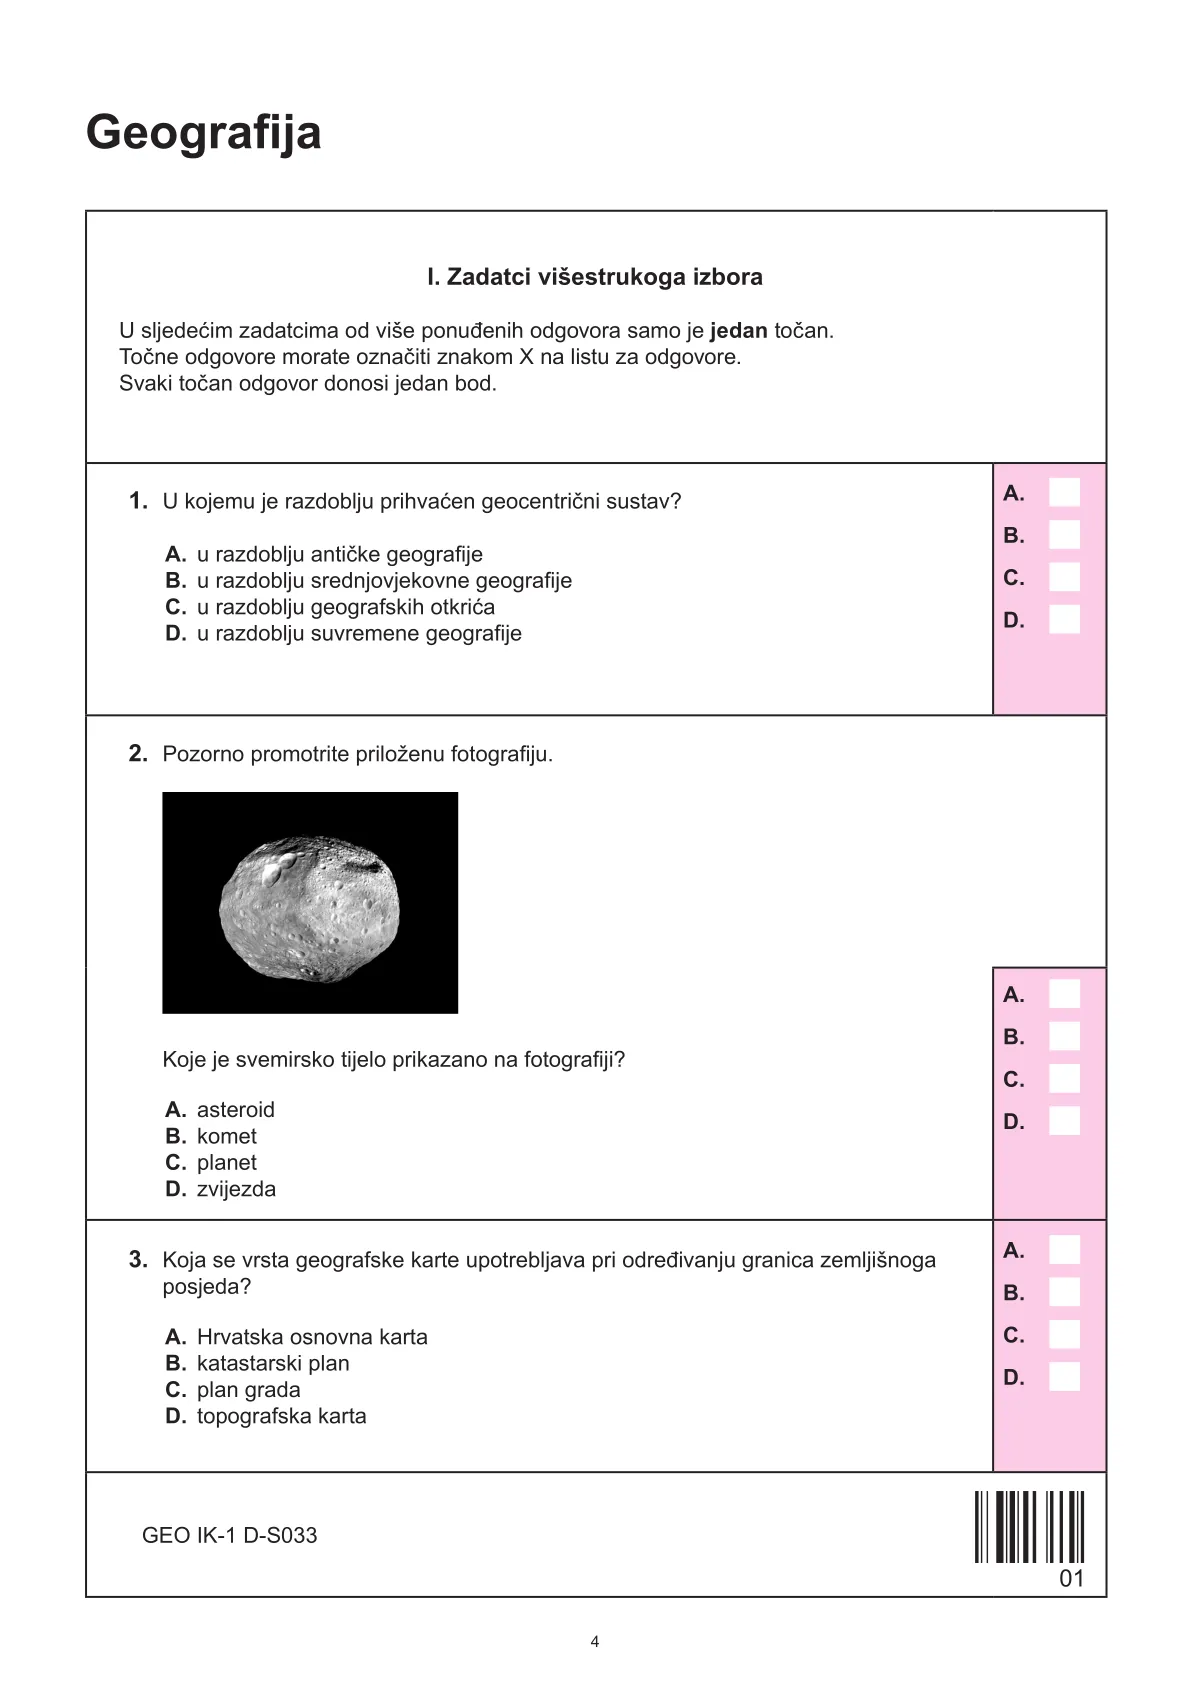 Geografija
I. Zadatci višestrukoga izbora
U sljedećim zadatcima od više ponuđenih odgovora samo je jedan točan.
Točne odgovore morate označiti znakom X na listu za odgovore.
Svaki točan odgovor donosi jedan bod.
1. U kojemu je razdoblju prihvaćen geocentrični sustav?
A. u razdoblju antičke geografije
B. u razdoblju srednjovjekovne geografije
C. u razdoblju geografskih otkrića
D. u razdoblju suvremene geografije
A.
B.
C.
D.
2. Pozorno promotrite priloženu fotografiju.
Koje je svemirsko tijelo prikazano na fotografiji?
A. asteroid
B. komet
C. planet
D. zvijezda
A.
B.
C.
D.
3. Koja se vrsta geografske karte upotrebljava pri određivanju granica zemljišnoga
posjeda?
A. Hrvatska osnovna karta
B. katastarski plan
C. plan grada
D. topografska karta
A.
B.
C.
D.
GEO IK-1 D-S033
01
4